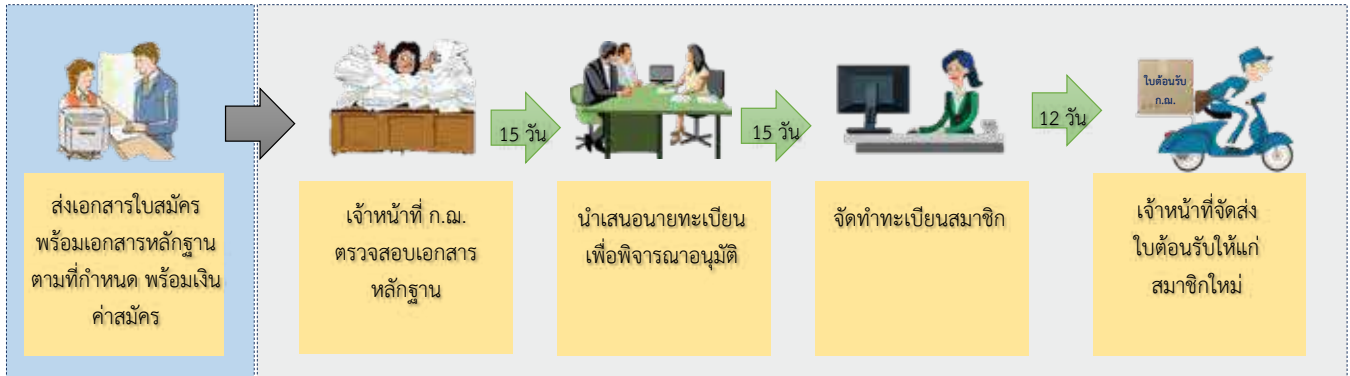 ส่งเอกสารใบสมัคร
พร้อมเอกสารหลักฐาน
ตามที่กำหนด พร้อมเงิน
ค่าสมัคร
เจ้าหน้าที่ ก.ฌ.
ตรวจสอบเอกสาร
หลักฐาน
15 วัน
นำเสนอนายทะเบียน
เพื่อพิจารณาอนุมัติ
15 วัน
จัดทำทะเบียนสมาชิก
12 วัน
ใบต้อนรับ
ก.ฌ.
เจ้าหน้าที่จัดส่ง
ใบต้อนรับให้แก่
สมาชิกใหม่